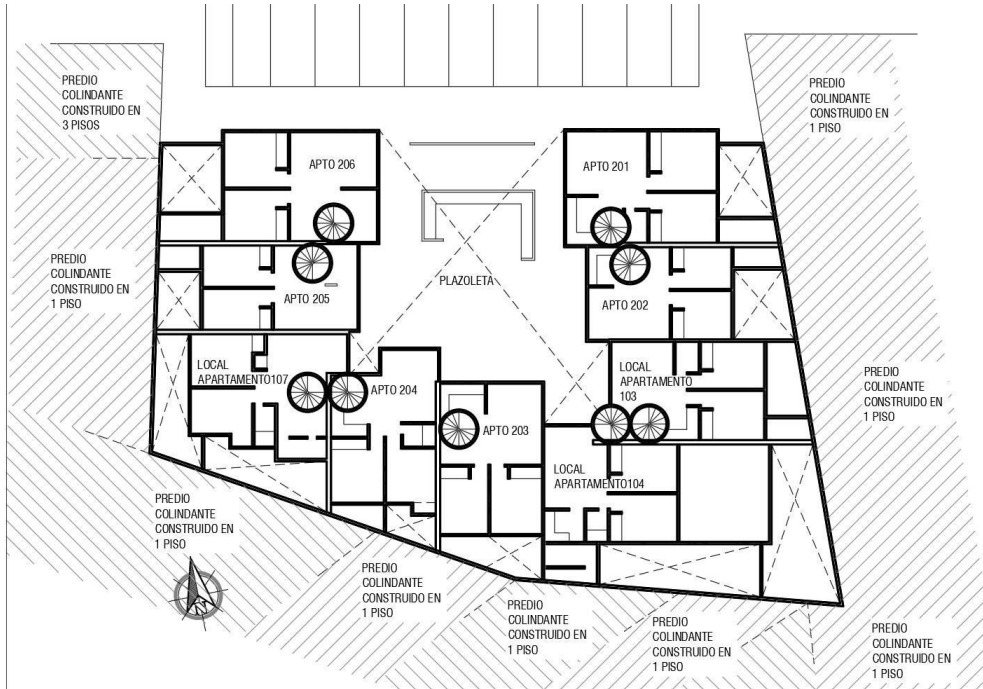 PREDIO
COLINDANTE
CONSTRUIDO EN
3 PISOS
PREDIO
COLINDANTE
CONSTRUIDO EN
1 PISO
APTO 206
APTO 201
PREDIO
COLINDANTE
CONSTRUIDO EN
1 PISO
PLAZOLETA
APTO 205
APTO 202
LOCAL
APARTAMENTO107
APTO 204
APTO 203
LOCAL
APARTAMENTO
103
PREDIO
COLINDANTE
CONSTRUIDO EN
1 PISO
LOCAL
APARTAMENTO104
PREDIO
COLINDANTE
CONSTRUIDO EN
1 PISO
N
PREDIO
COLINDANTE
CONSTRUIDO EN
1 PISO
PREDIO
COLINDANTE
CONSTRUIDO EN
1 PISO
PREDIO
COLINDANTE
CONSTRUIDO EN
1 PISO
PREDIO
COLINDANTE
CONSTRUIDO EN
1 PISO